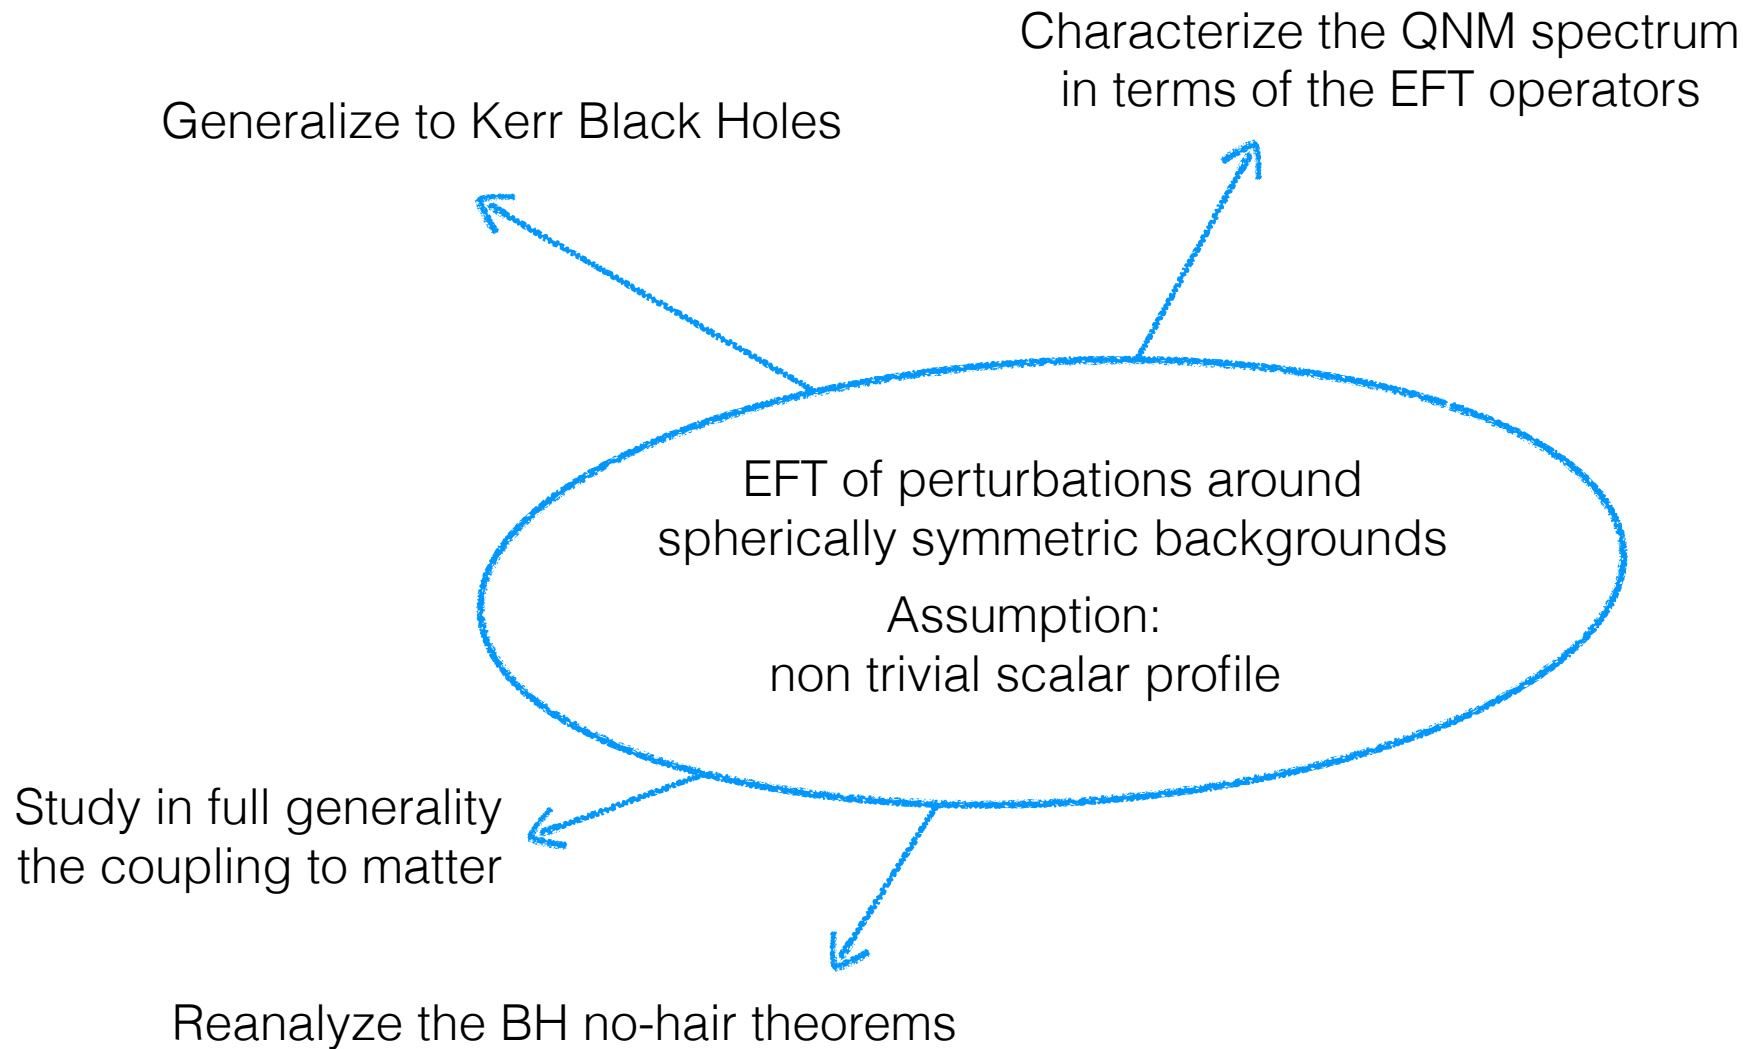 Characterize the QNM spectrum
in terms of the EFT operators
Generalize to Kerr Black Holes
EFT of perturbations around
spherically symmetric backgrounds
Assumption:
non trivial scalar profile
Study in full generality
the coupling to matter
Reanalyze the BH no-hair theorems